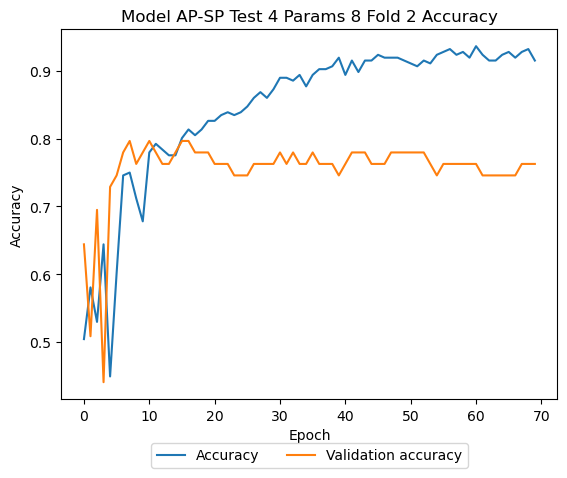 Model AP-SP Test 4 Params 8 Fold 2 Accuracy
Accuracy
0.9
0.8
0.7
0.6
0.5
0 10 20 30 40 50 60 70
Epoch
Accuracy Validation accuracy